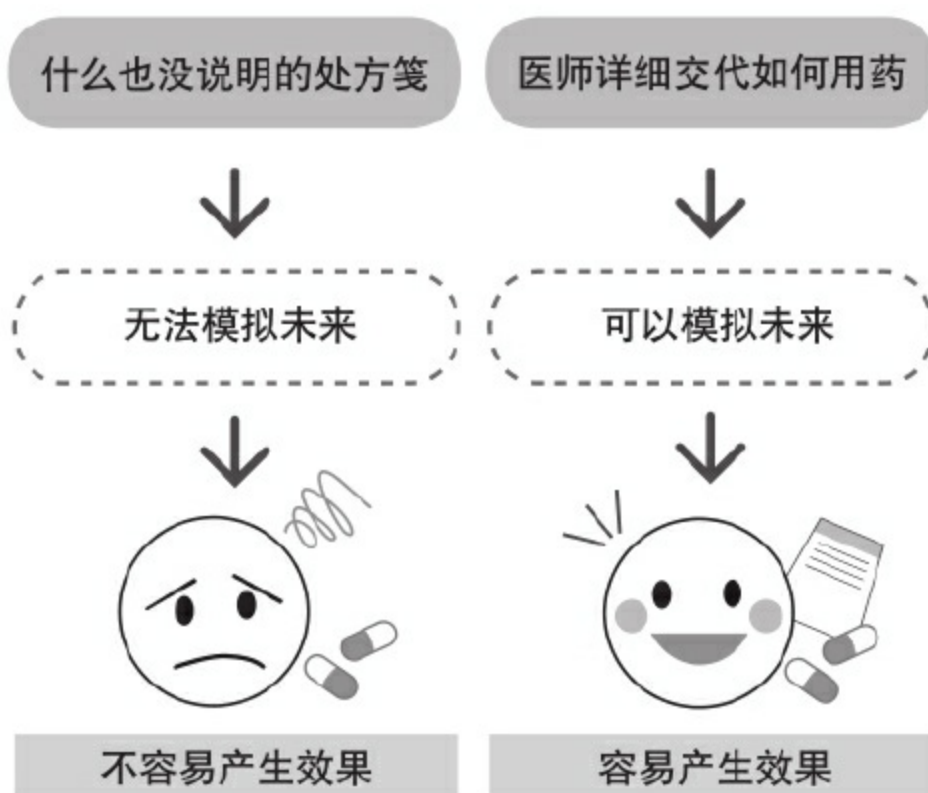 什么也没说明的处方笺
医师详细交代如何用药
无法模拟未来
可以模拟未来
不容易产生效果
容易产生效果